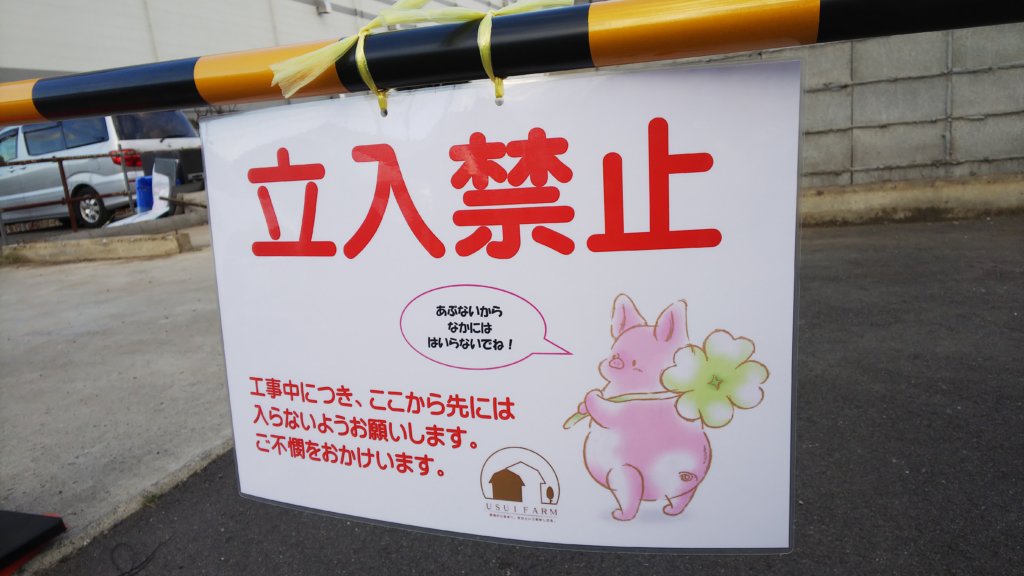 立入禁止
あぶないから
なかには
はいらないでね！
工事中につき、ここから先には
入らないようお願いします。
ご不憫をおかけいます。
USUI FARM